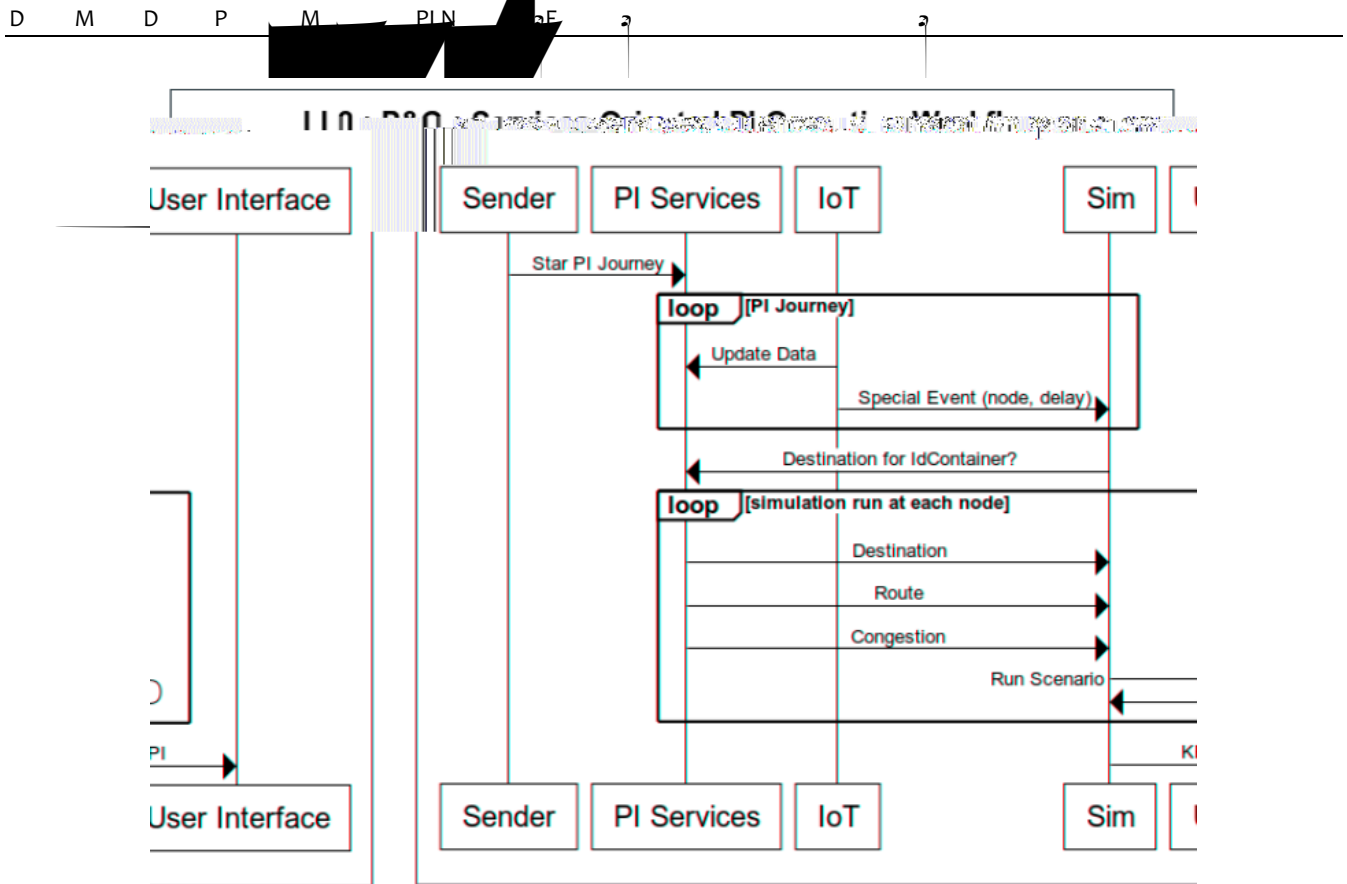 D M D P M PI N F
User Interface Sender PI Services IoT Sim
Star PI Journey
loop [PI Journey]
Update Data
Special Event (node, delay)
Destination for IdContainer?
loop [simulation run at each node]
Destination
Route
Congestion
Run Scenario
PI
User Interface Sender PI Services IoT Sim